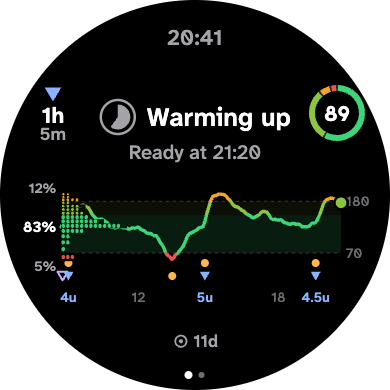 20:41
1h
5m
Warming up
89
Ready at 21:20
12%
83%
5%
180
70
4u 12 5u 18 4.5u
11d